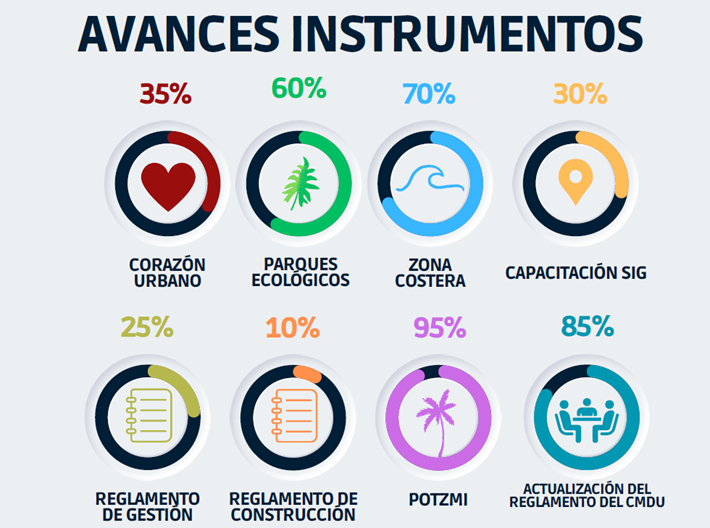 AVANCES INSTRUMENTOS
35%
60%
70%
30%
CORAZÓN
URBANO
PARQUES
ECOLÓGICOS
ZONA
COSTERA
CAPACITACIÓN SIG
25%
10%
95%
85%
REGLAMENTO
DE GESTIÓN
REGLAMENTO DE
CONSTRUCCIÓN
POTZMI
ACTUALIZACIÓN DEL
REGLAMENTO DEL CMDU